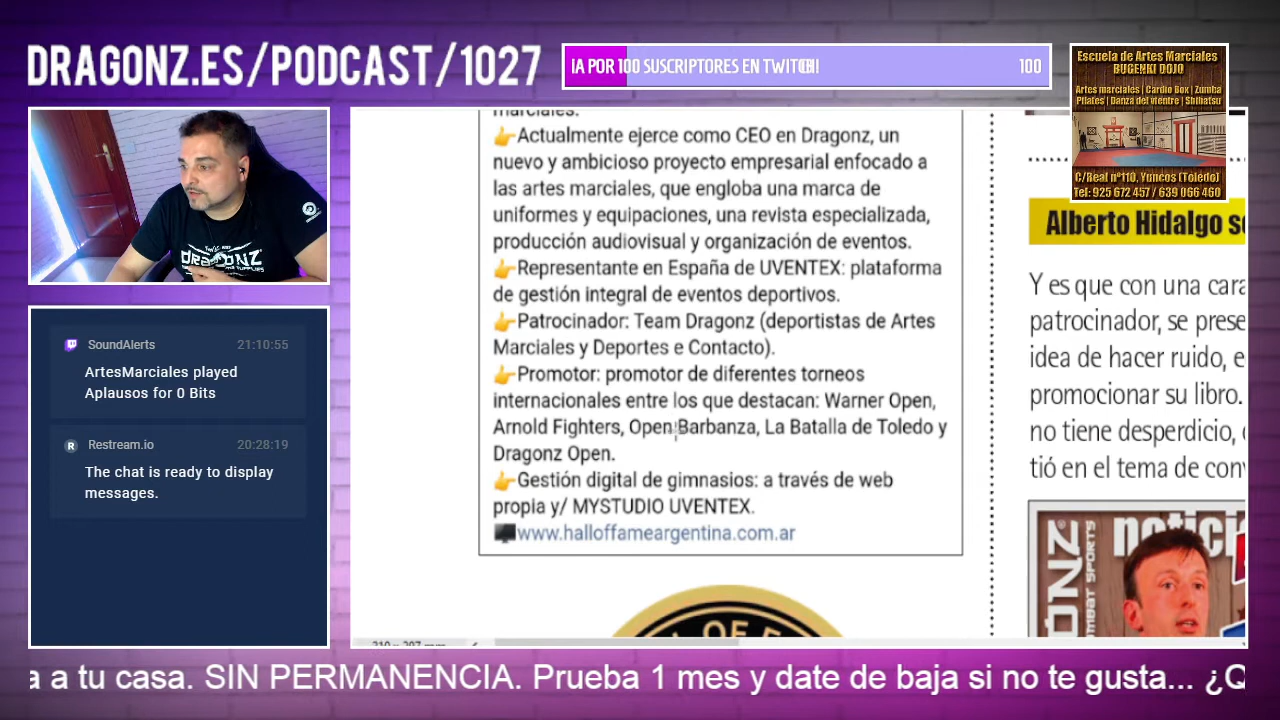 DRAGONZ.ES/PODCAST/1027
IA POR 100 SUSCRIPTORES EN TWITCH!
100
Escuela de Artes Marciales
BUGENKI DOJO
Artes marciales | Cardio Box | Zumba
Pilates | Danza del vientre | Shihatsu
C/Real nº110, Yuncos (Toledo)
Tel: 925 672 457 / 639 066 460
DRAGONZ
SoundAlerts
21:10:55
ArtesMarciales played
Aplausos for 0 Bits
Restream.io
20:28:19
The chat is ready to display
messages.
marciales.
👉Actualmente ejerce como CEO en Dragonz, un
nuevo y ambicioso proyecto empresarial enfocado a
las artes marciales, que engloba una marca de
uniformes y equipaciones, una revista especializada,
producción audiovisual y organización de eventos.
👉Representante en España de UVENTEX: plataforma
de gestión integral de eventos deportivos.
👉Patrocinador: Team Dragonz (deportistas de Artes
Marciales y Deportes e Contacto).
👉Promotor: promotor de diferentes torneos
internacionales entre los que destacan: Warner Open,
Arnold Fighters, Open Barbanza, La Batalla de Toledo y
Dragonz Open.
👉Gestión digital de gimnasios: a través de web
propia y/ MYSTUDIO UVENTEX.
www.halloffameargentina.com.ar
Alberto Hidalgo se
Y es que con una cara
patrocinador, se prese
idea de hacer ruido, e
promocionar su libro.
no tiene desperdicio,
tió en el tema de conv
a a tu casa. SIN PERMANENCIA. Prueba 1 mes y date de baja si no te gusta... ¿Q